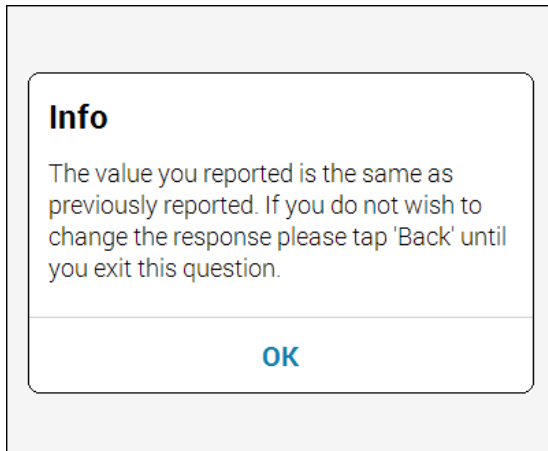 Info
The value you reported is the same as
previously reported. If you do not wish to
change the response please tap 'Back' until
you exit this question.
OK